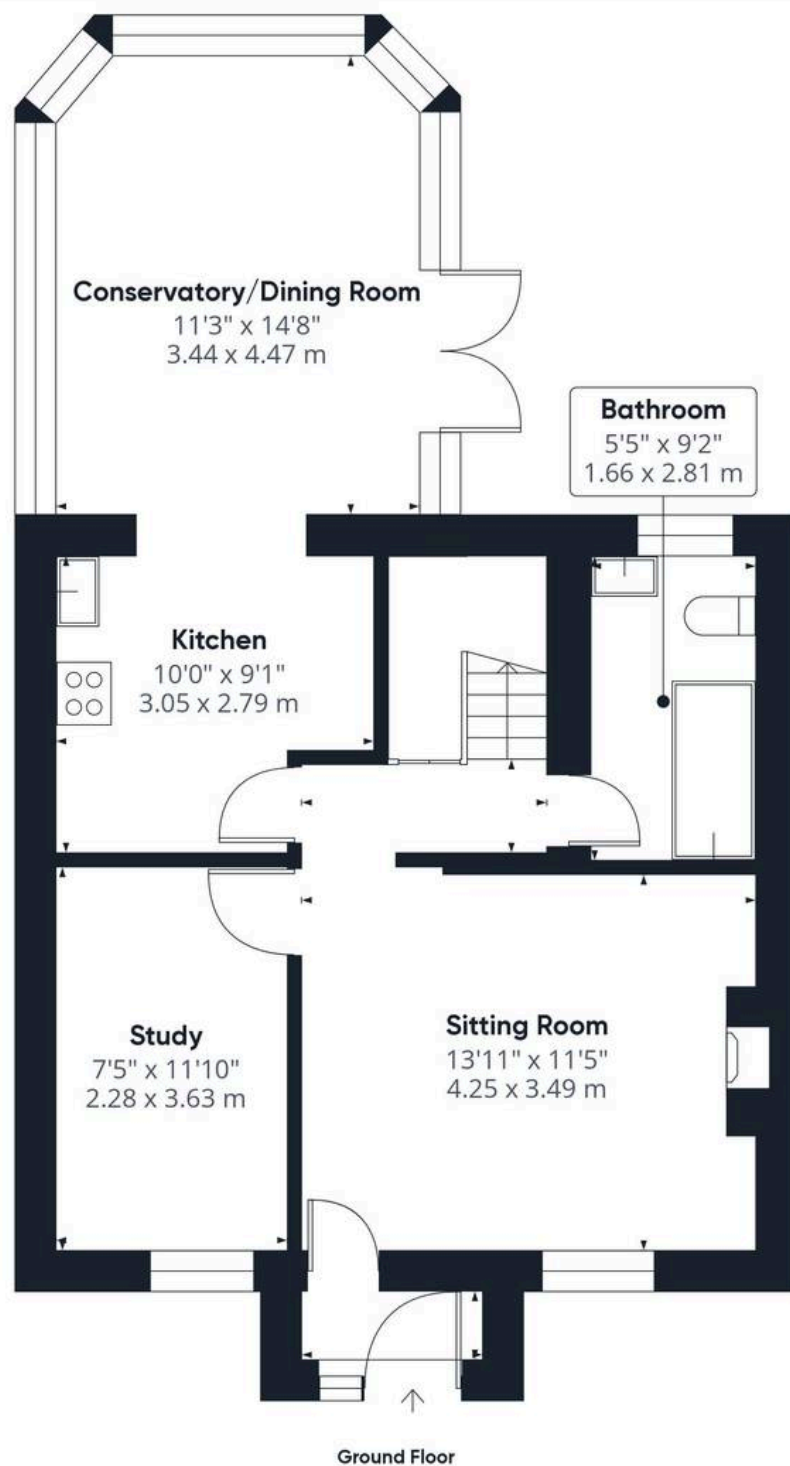 Conservatory/Dining Room
11'3" x 14'8"
3.44 x 4.47 m
Bathroom
5'5" x 9'2"
1.66 x 2.81 m
Kitchen
10'0" x 9'1"
3.05 x 2.79 m
Study
7'5" x 11'10"
2.28 x 3.63 m
Sitting Room
13'11" x 11'5"
4.25 x 3.49 m
Ground Floor